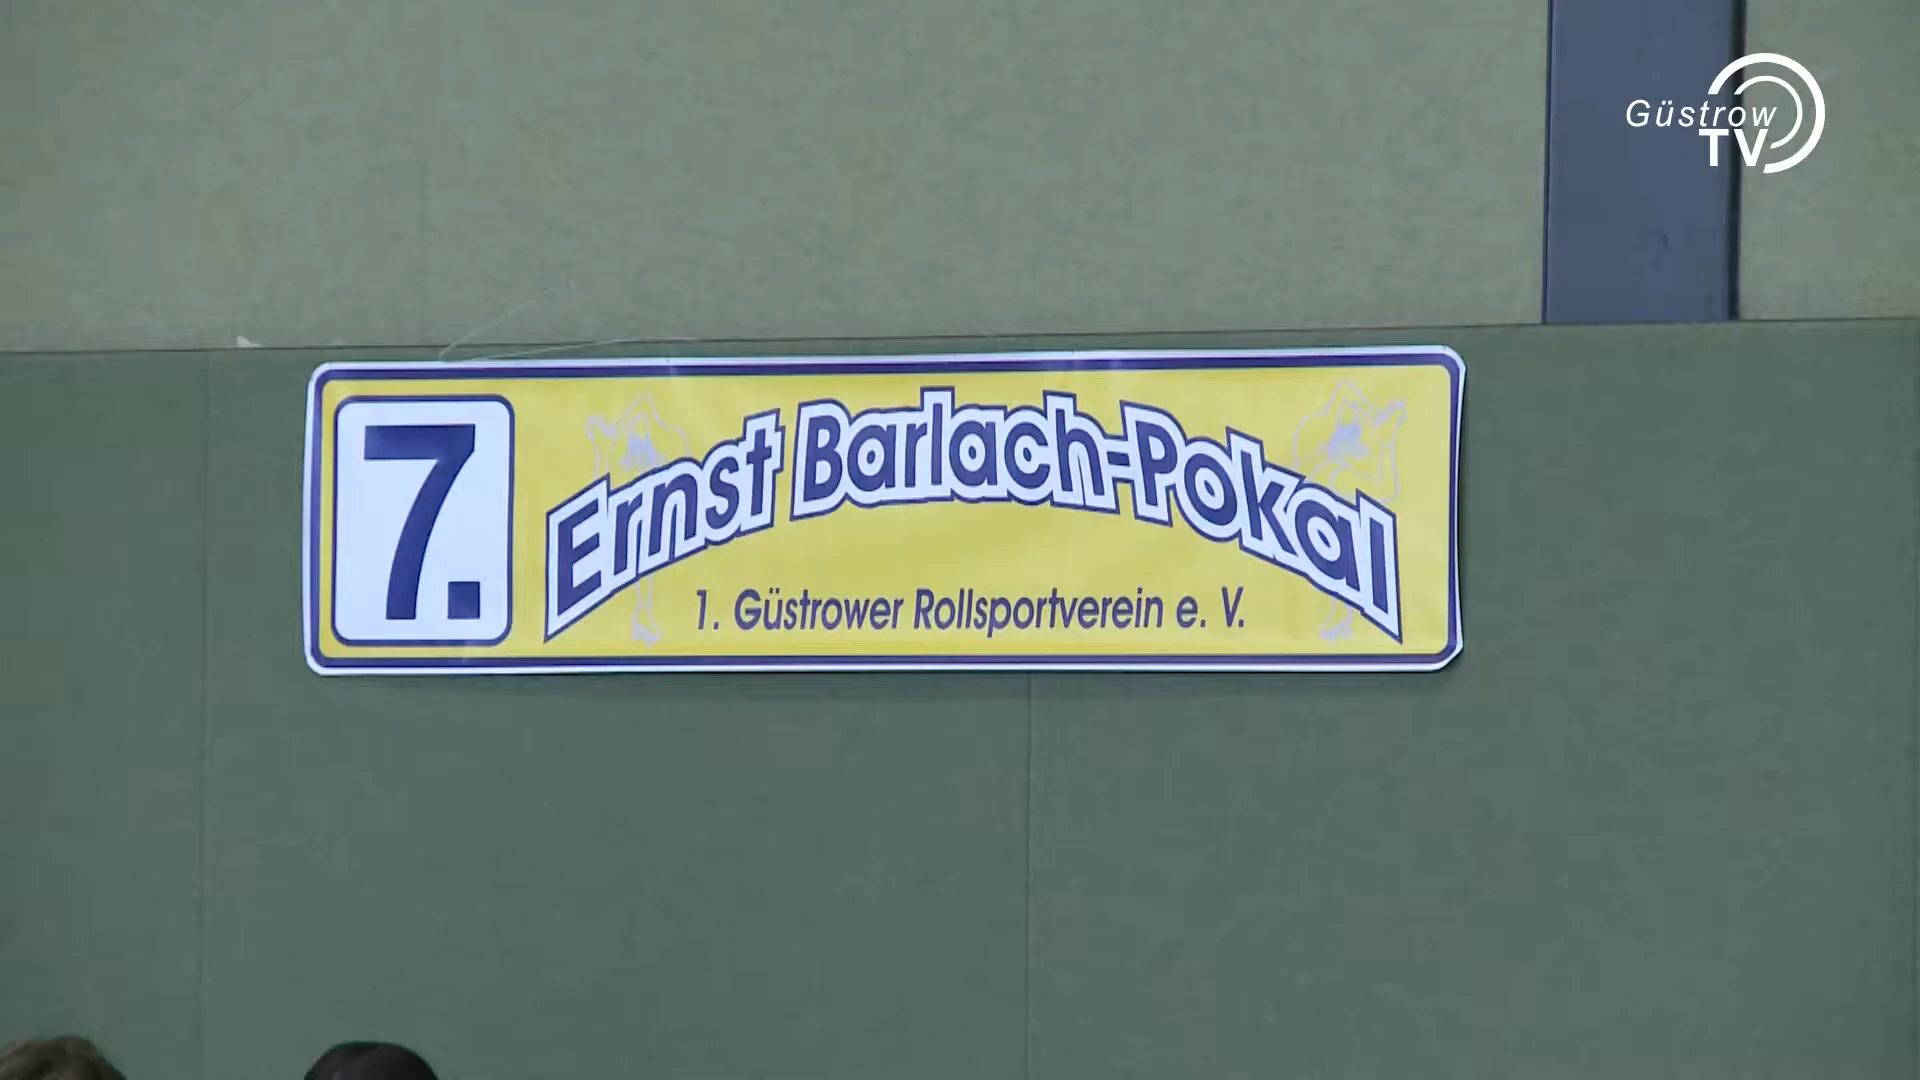 Güstrow
TV
7.
Ernst Barlach-Pokal
1. Güstrower Rollsportverein e. V.